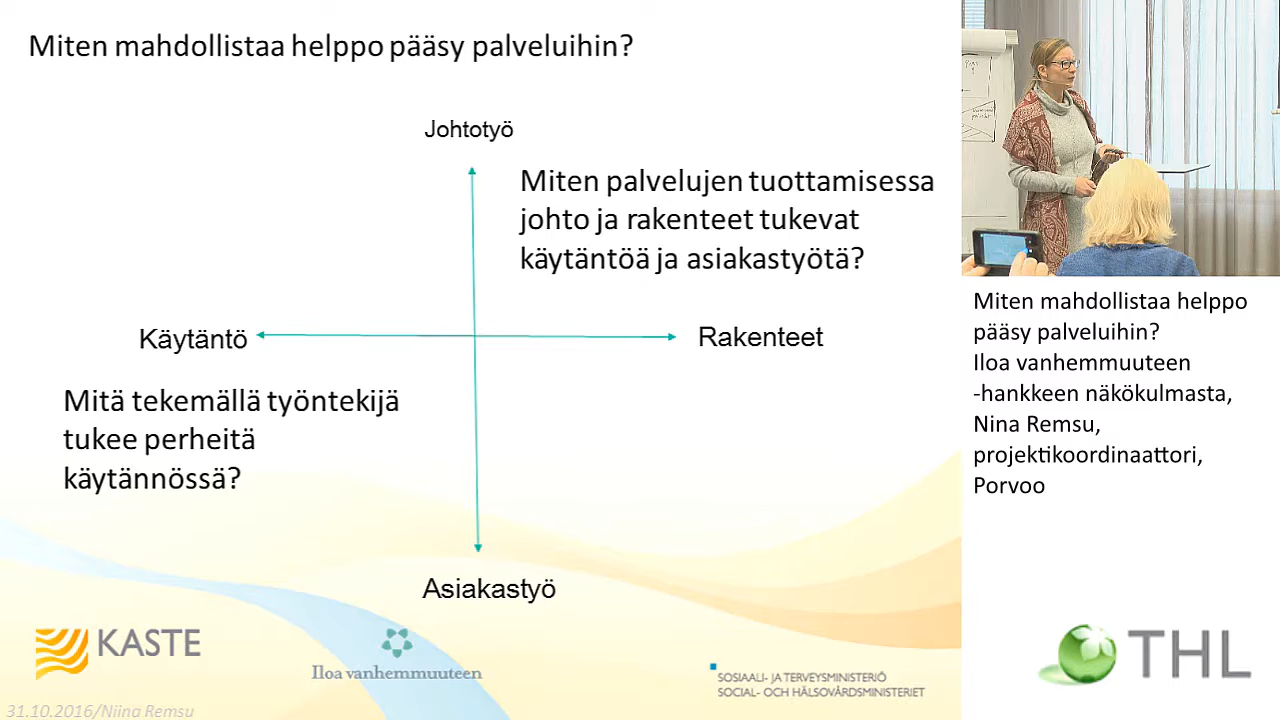 Miten mahdollistaa helppo pääsy palveluihin?
Johtotyö
Miten palvelujen tuottamisessa
johto ja rakenteet tukevat
käytäntöä ja asiakastyötä?
Käytäntö
Rakenteet
Mitä tekemällä työntekijä
tukee perheitä
käytännössä?
Asiakastyö
KASTE
Iloa vanhemmuuteen
SOSIAALI- JA TERVEYSMINISTERIÖ
SOCIAL- OCH HÄLSOVÅRDSMINISTERIET
31.10.2016/Niina Remsu
Miten mahdollistaa helppo
pääsy palveluihin?
Iloa vanhemmuuteen
-hankkeen näkökulmasta,
Nina Remsu,
projektikoordinaattori,
Porvoo
THL